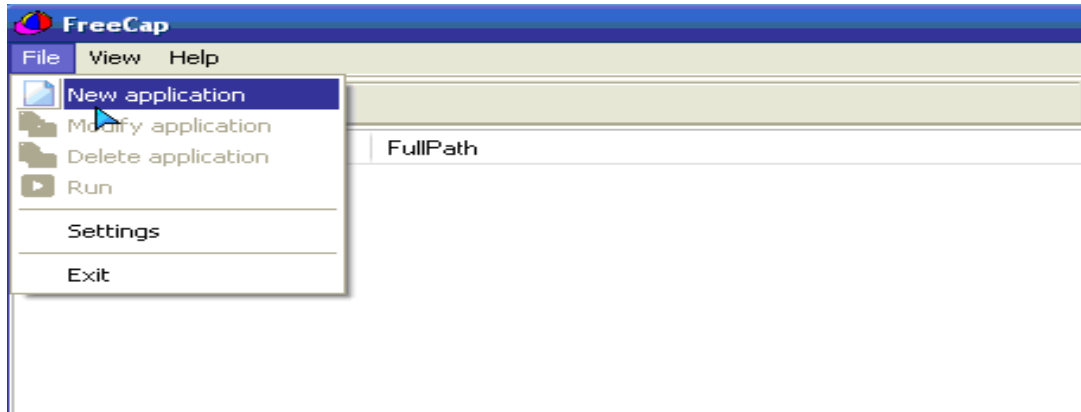 FreeCap
File View Help
New application
Modify application
Delete application
FullPath
Run
Settings
Exit